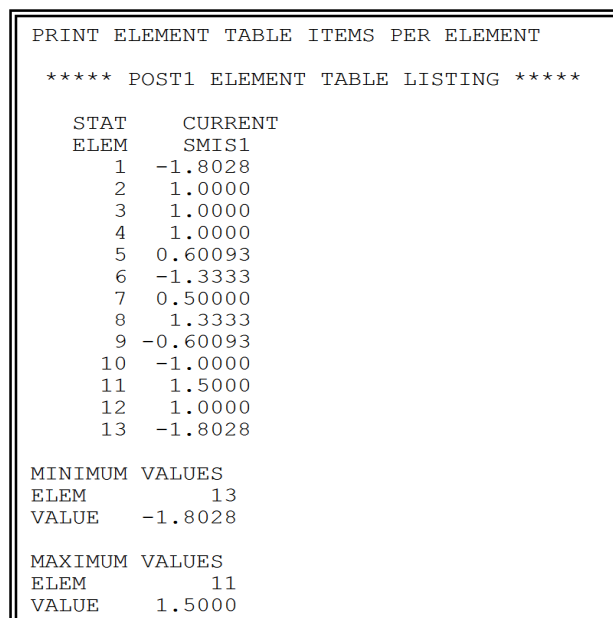 PRINT ELEMENT TABLE ITEMS PER ELEMENT
***** POST1 ELEMENT TABLE LISTING *****
STAT CURRENT
ELEM SMIS1
1 -1.8028
2 1.0000
3 1.0000
4 1.0000
5 0.60093
6 -1.3333
7 0.50000
8 1.3333
9 -0.60093
10 -1.0000
11 1.5000
12 1.0000
13 -1.8028
MINIMUM VALUES
ELEM 13
VALUE -1.8028
MAXIMUM VALUES
ELEM 11
VALUE 1.5000